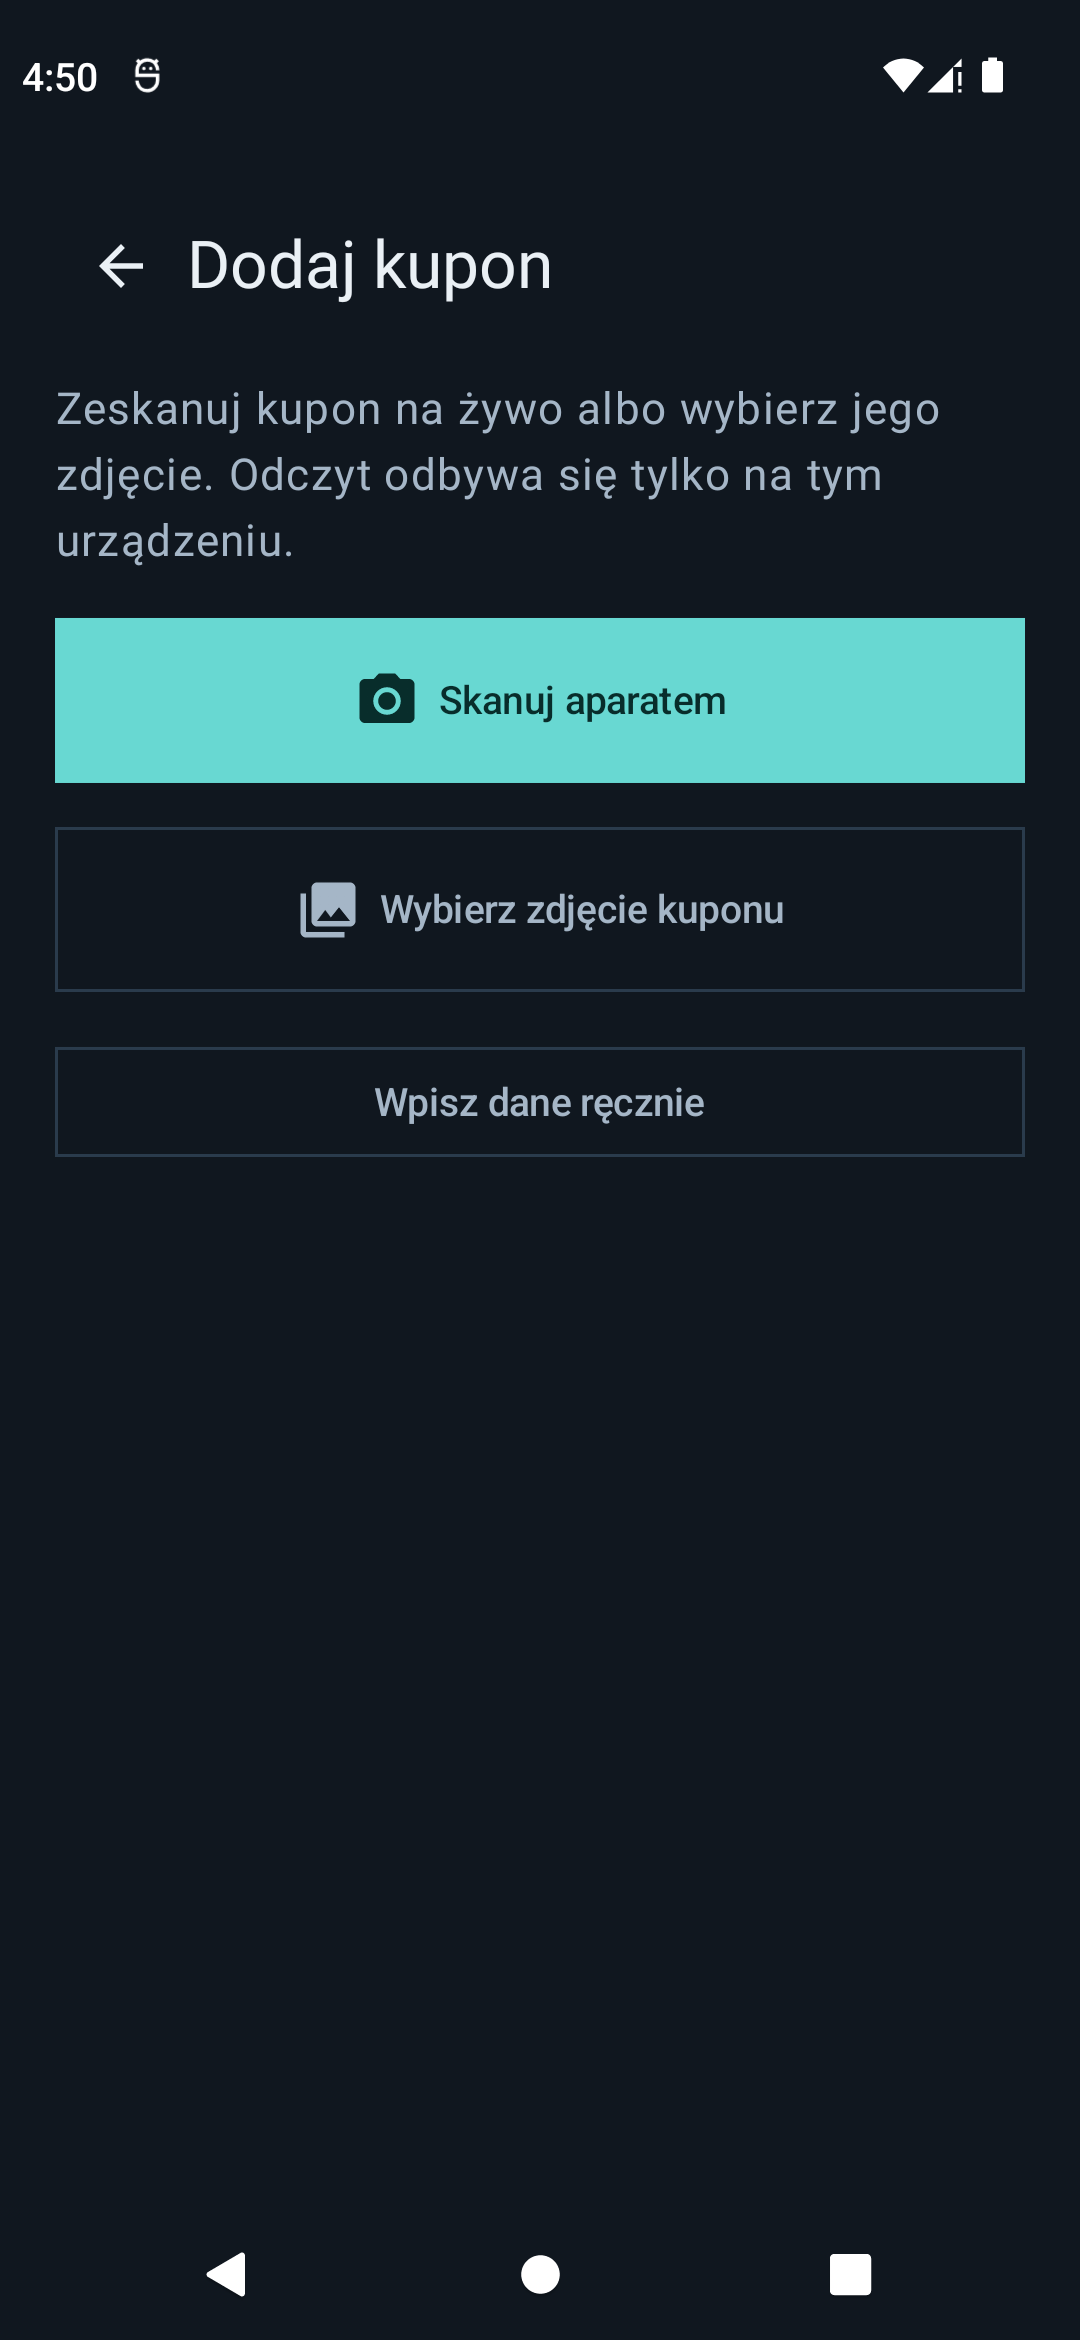 4:50
Dodaj kupon
Zeskanuj kupon na żywo albo wybierz jego
zdjęcie. Odczyt odbywa się tylko na tym
urządzeniu.
Skanuj aparatem
Wybierz zdjęcie kuponu
Wpisz dane ręcznie